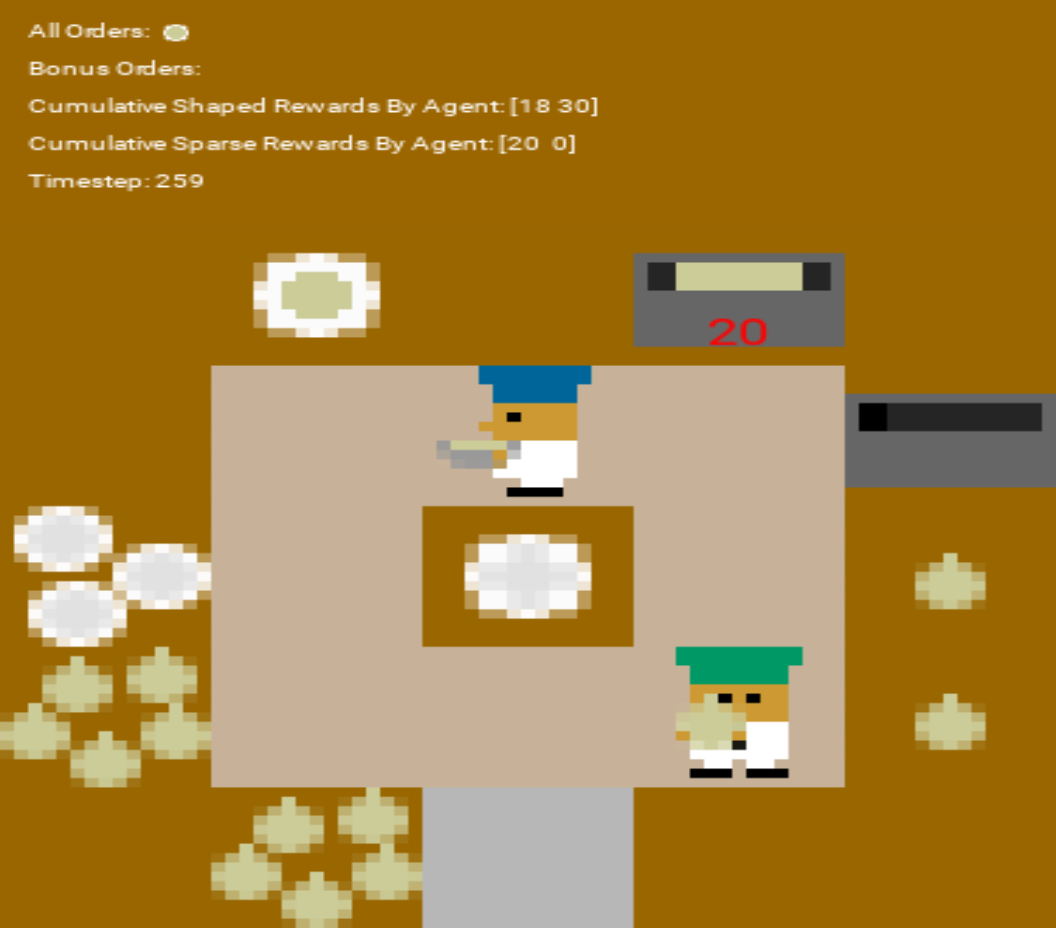 All Orders:
Bonus Orders:
Cumulative Shaped Rewards By Agent: [18 30]
Cumulative Sparse Rewards By Agent: [20  0]
Timestep: 259
20